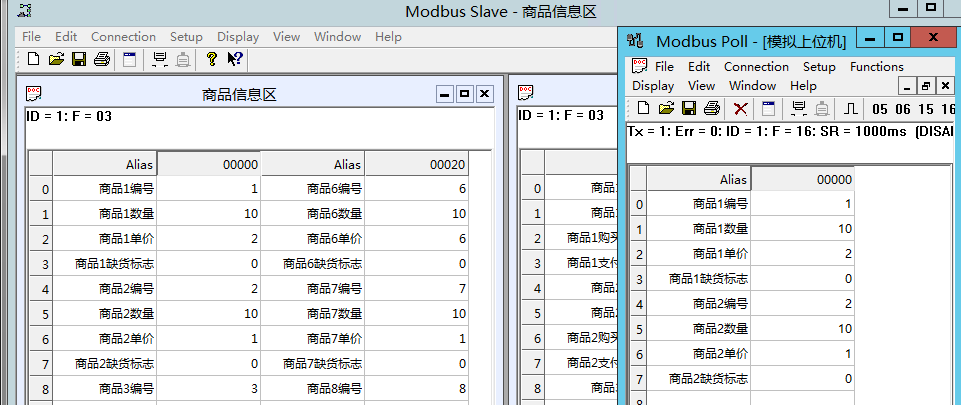 Modbus Slave - 商品信息区
File Edit Connection Setup Display View Window Help
商品信息区
ID = 1: F = 03
Alias 00000 Alias 00020
0 商品1编号 1 商品6编号 6
1 商品1数量 10 商品6数量 10
2 商品1单价 2 商品6单价 6
3 商品1缺货标志 0 商品6缺货标志 0
4 商品2编号 2 商品7编号 7
5 商品2数量 10 商品7数量 10
6 商品2单价 1 商品7单价 1
7 商品2缺货标志 0 商品7缺货标志 0
8 商品3编号 3 商品8编号 8
ID = 1: F = 03
0 商品
1 商品
2 商品1购买
3 商品1支付
4 商品
5 商品
6 商品2购买
7 商品2支付
8 商品
Modbus Poll - [模拟上位机]
File Edit Connection Setup Functions
Display View Window Help
05 06 15 16
Tx = 1: Err = 0: ID = 1: F = 16: SR = 1000ms (DISA
Alias 00000
0 商品1编号 1
1 商品1数量 10
2 商品1单价 2
3 商品1缺货标志 0
4 商品2编号 2
5 商品2数量 10
6 商品2单价 1
7 商品2缺货标志 0